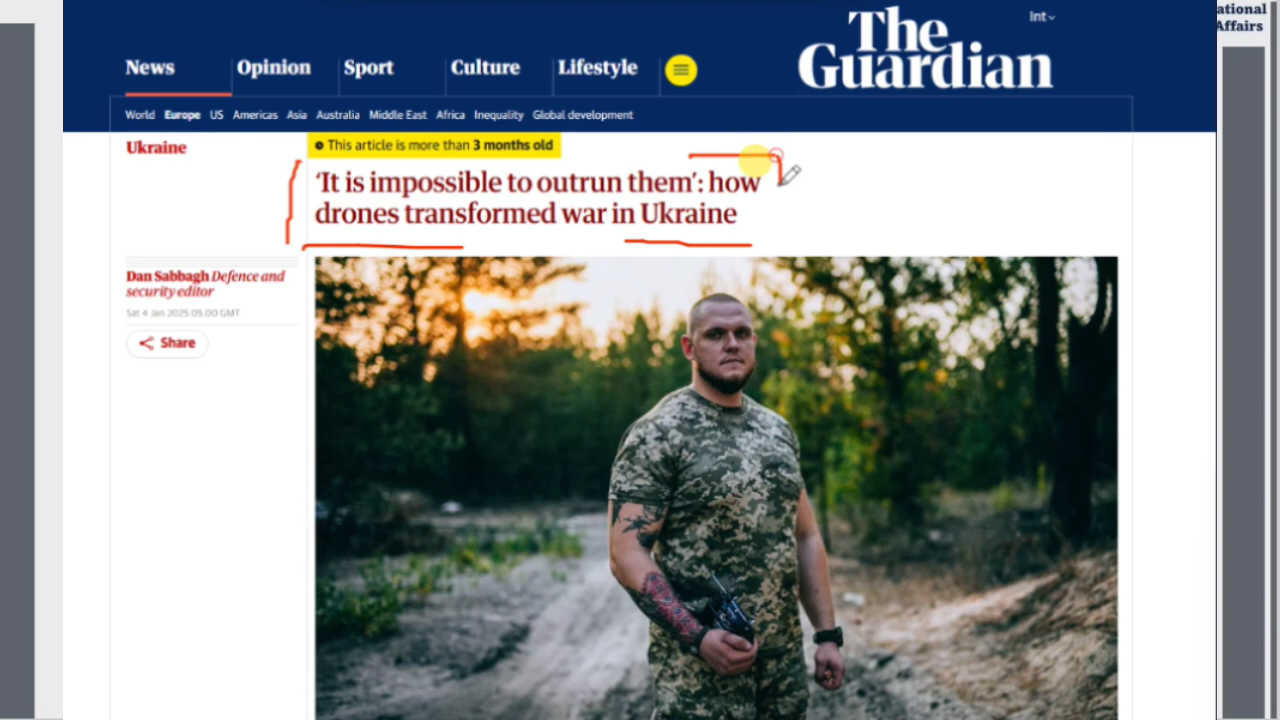 ational
Affairs
Int
The
Guardian
News
Opinion
Sport
Culture
Lifestyle
World Europe US Americas Asia Australia Middle East Africa Inequality Global development
Ukraine
This article is more than 3 months old
‘It is impossible to outrun them’: how
drones transformed war in Ukraine
Dan Sabbagh Defence and
security editor
Sat 4 Jan 2025 05.00 GMT
Share